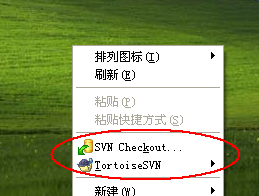 排列图标(I)
刷新(E)
粘贴(P)
粘贴快捷方式(S)
SVN Checkout...
TortoiseSVN
新建(W)